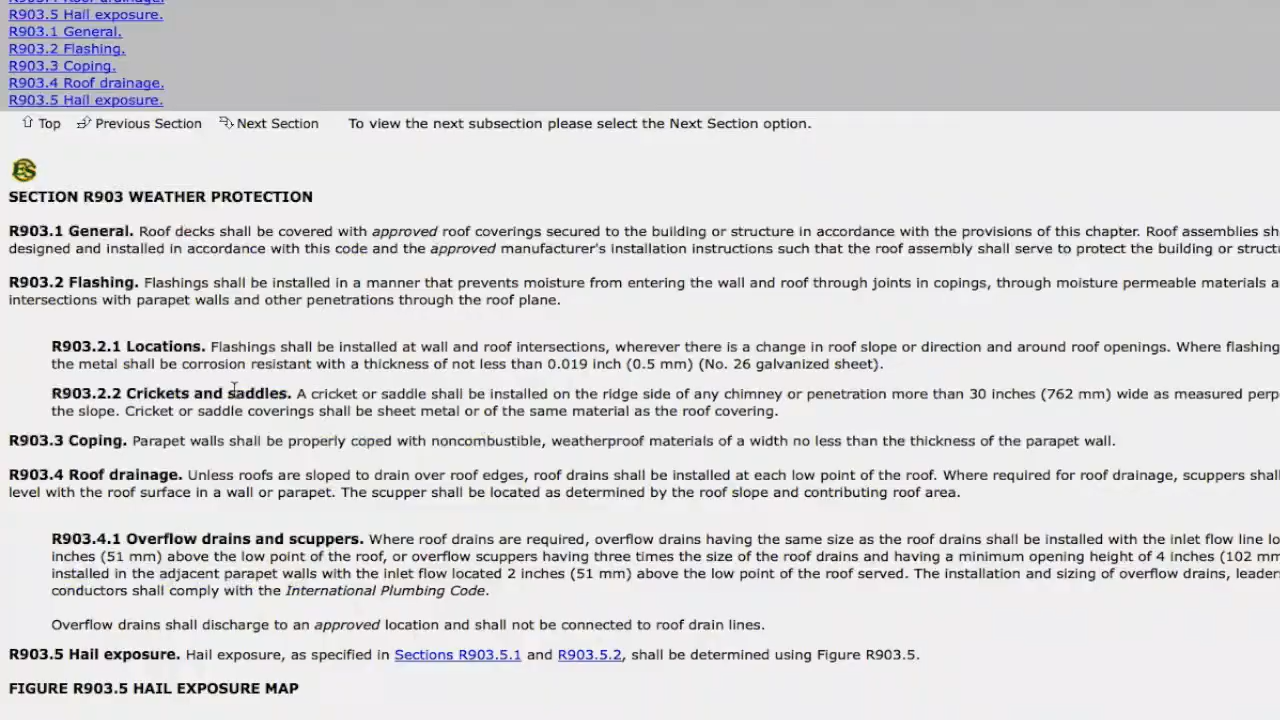 R903.5 Hail exposure.
R903.1 General.
R903.2 Flashing.
R903.3 Coping.
R903.4 Roof drainage.
R903.5 Hail exposure.
Top Previous Section Next Section To view the next subsection please select the Next Section option.
ES
SECTION R903 WEATHER PROTECTION
R903.1 General. Roof decks shall be covered with approved roof coverings secured to the building or structure in accordance with the provisions of this chapter. Roof assemblies sh
designed and installed in accordance with this code and the approved manufacturer's installation instructions such that the roof assembly shall serve to protect the building or struct
R903.2 Flashing. Flashings shall be installed in a manner that prevents moisture from entering the wall and roof through joints in copings, through moisture permeable materials a
intersections with parapet walls and other penetrations through the roof plane.
R903.2.1 Locations. Flashings shall be installed at wall and roof intersections, wherever there is a change in roof slope or direction and around roof openings. Where flashing
the metal shall be corrosion resistant with a thickness of not less than 0.019 inch (0.5 mm) (No. 26 galvanized sheet).
R903.2.2 Crickets and saddles. A cricket or saddle shall be installed on the ridge side of any chimney or penetration more than 30 inches (762 mm) wide as measured perp
the slope. Cricket or saddle coverings shall be sheet metal or of the same material as the roof covering.
R903.3 Coping. Parapet walls shall be properly coped with noncombustible, weatherproof materials of a width no less than the thickness of the parapet wall.
R903.4 Roof drainage. Unless roofs are sloped to drain over roof edges, roof drains shall be installed at each low point of the roof. Where required for roof drainage, scuppers shall
level with the roof surface in a wall or parapet. The scupper shall be located as determined by the roof slope and contributing roof area.
R903.4.1 Overflow drains and scuppers. Where roof drains are required, overflow drains having the same size as the roof drains shall be installed with the inlet flow line lo
inches (51 mm) above the low point of the roof, or overflow scuppers having three times the size of the roof drains and having a minimum opening height of 4 inches (102 mm
installed in the adjacent parapet walls with the inlet flow located 2 inches (51 mm) above the low point of the roof served. The installation and sizing of overflow drains, leader
conductors shall comply with the International Plumbing Code.
Overflow drains shall discharge to an approved location and shall not be connected to roof drain lines.
R903.5 Hail exposure. Hail exposure, as specified in Sections R903.5.1 and R903.5.2, shall be determined using Figure R903.5.
FIGURE R903.5 HAIL EXPOSURE MAP